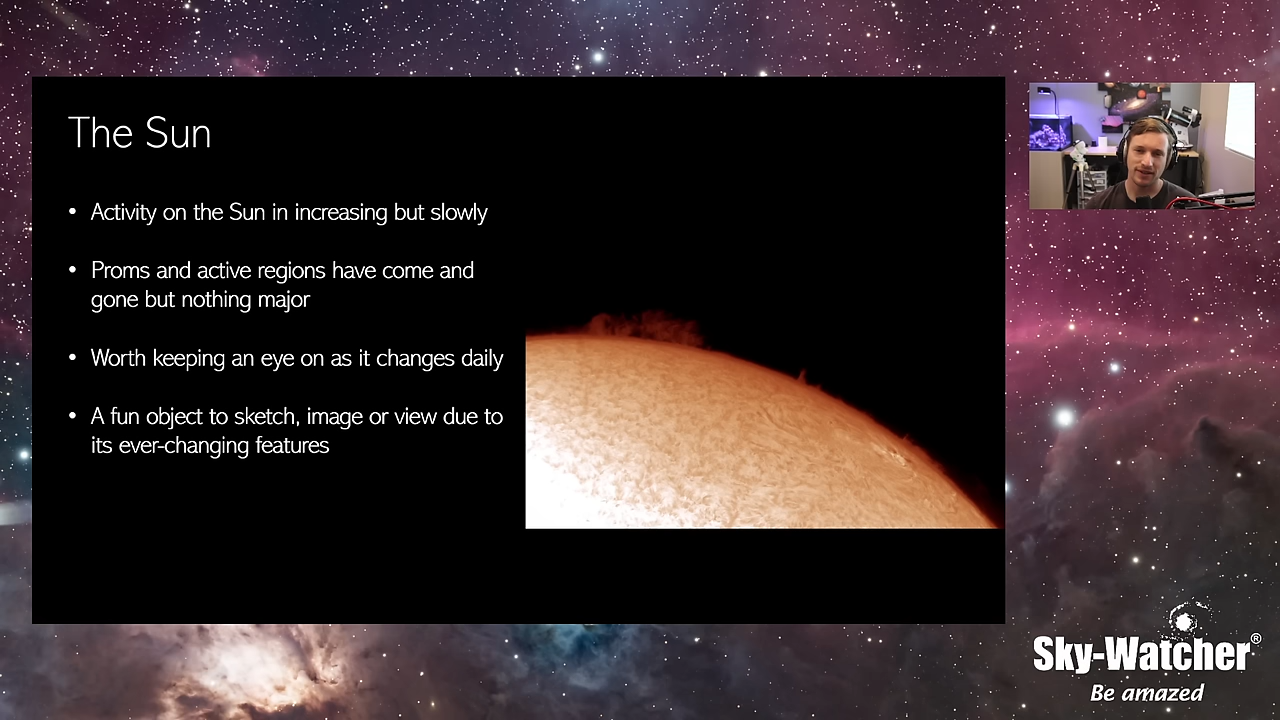 The Sun
• Activity on the Sun in increasing but slowly
• Proms and active regions have come and
gone but nothing major
• Worth keeping an eye on as it changes daily
• A fun object to sketch, image or view due to
its ever-changing features
Sky-Watcher®
Be amazed